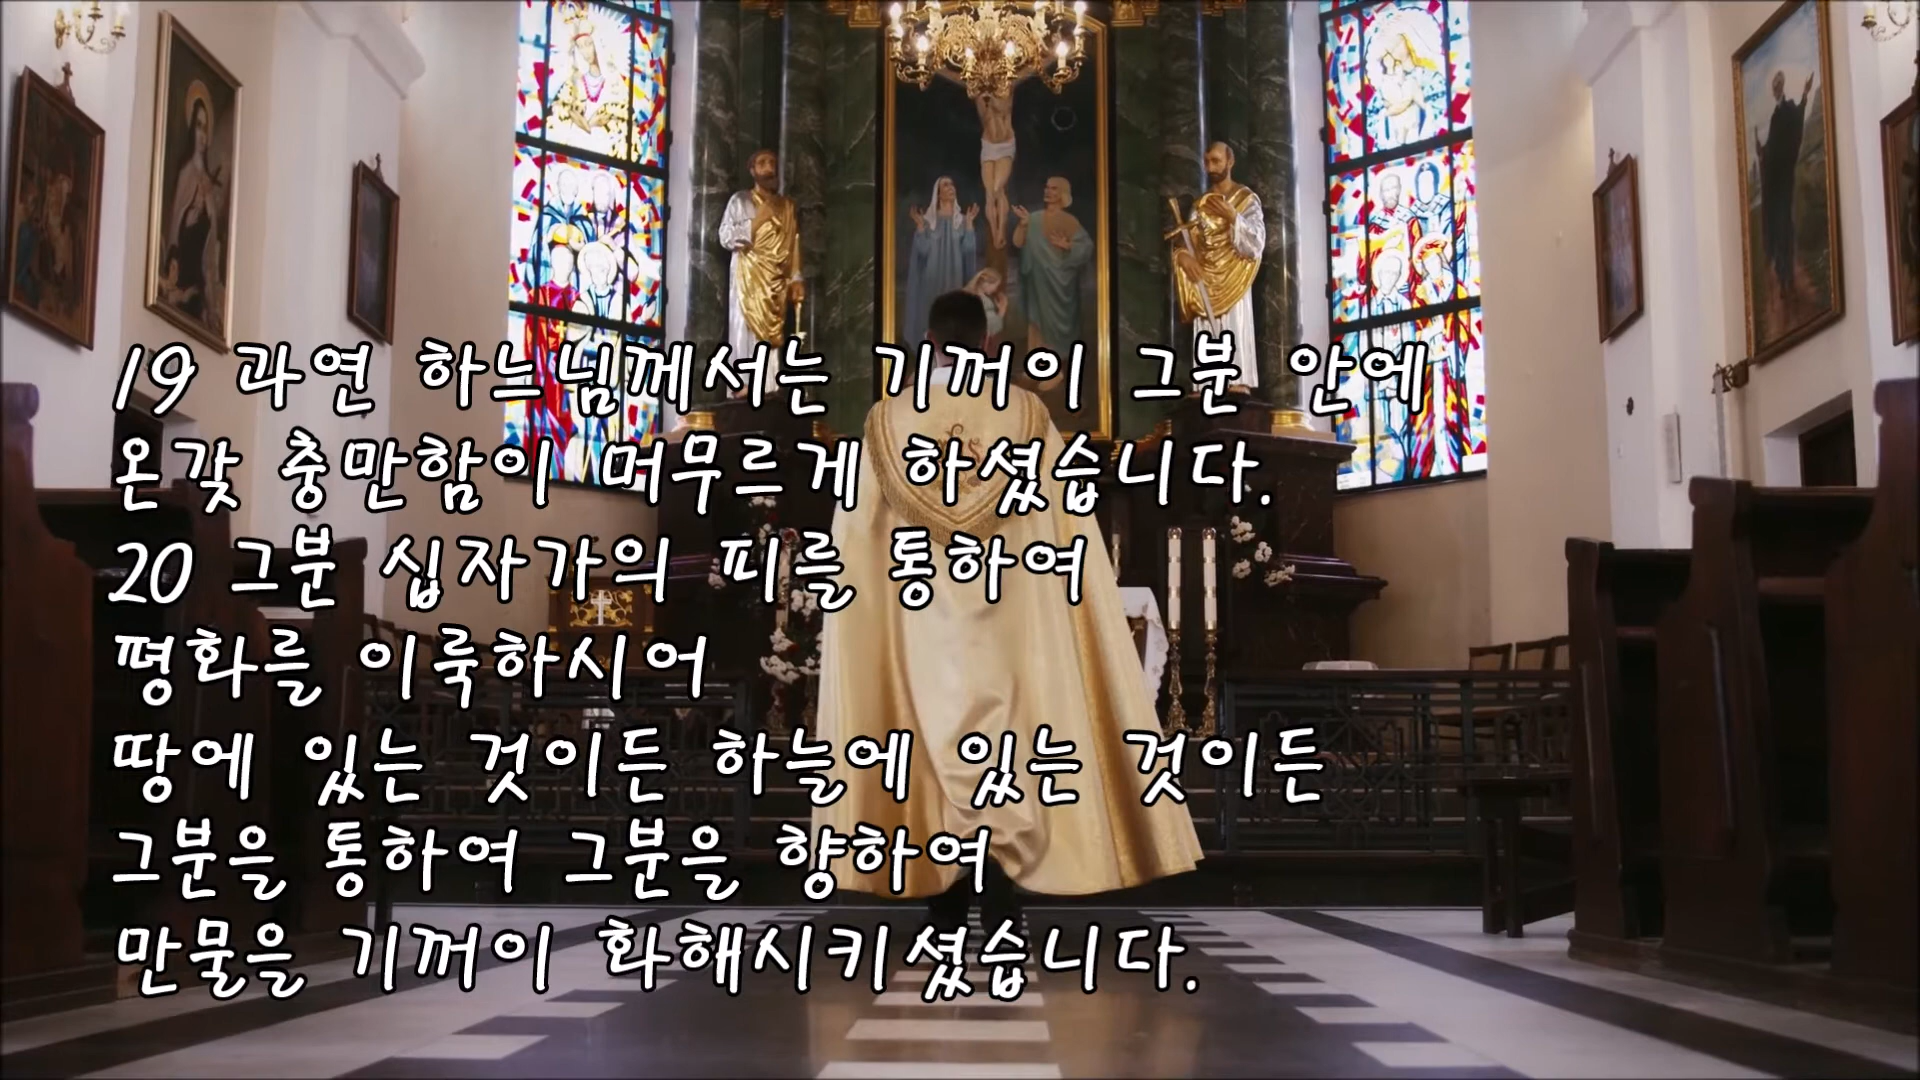 19 과연 하느님께서는 기꺼이 그분 안에
온갖 충만함이 머무르게 하셨습니다.
20 그분 십자가의 피를 통하여
평화를 이룩하시어
땅에 있는 것이든 하늘에 있는 것이든
그분을 통하여 그분을 향하여
만물을 기꺼이 화해시키셨습니다.